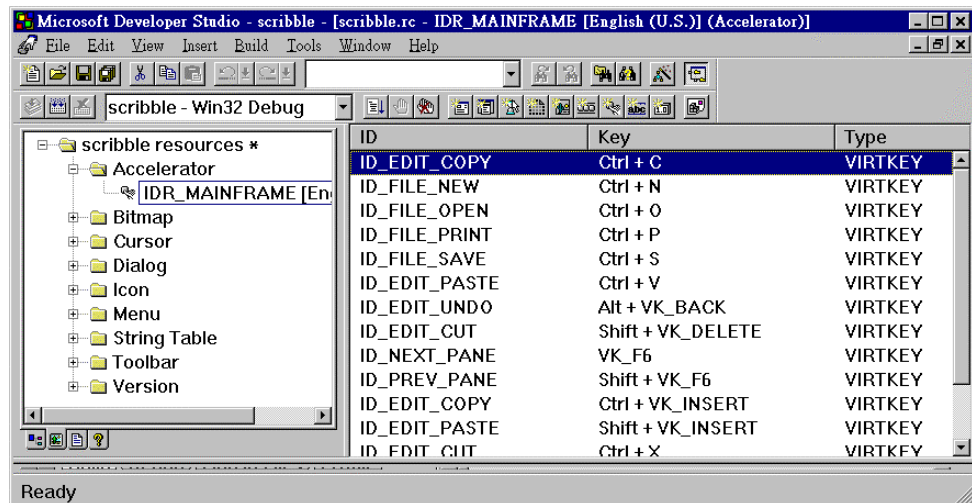 Microsoft Developer Studio - scribble - [scribble.rc - IDR_MAINFRAME [English (U.S.)] (Accelerator)]
File Edit View Insert Build Tools Window Help
scribble - Win32 Debug
scribble resources *
Accelerator
IDR_MAINFRAME [En
Bitmap
Cursor
Dialog
Icon
Menu
String Table
Toolbar
Version
ID Key Type
ID_EDIT_COPY Ctrl + C VIRTKEY
ID_FILE_NEW Ctrl + N VIRTKEY
ID_FILE_OPEN Ctrl + O VIRTKEY
ID_FILE_PRINT Ctrl + P VIRTKEY
ID_FILE_SAVE Ctrl + S VIRTKEY
ID_EDIT_PASTE Ctrl + V VIRTKEY
ID_EDIT_UNDO Alt + VK_BACK VIRTKEY
ID_EDIT_CUT Shift + VK_DELETE VIRTKEY
ID_NEXT_PANE VK_F6 VIRTKEY
ID_PREV_PANE Shift + VK_F6 VIRTKEY
ID_EDIT_COPY Ctrl + VK_INSERT VIRTKEY
ID_EDIT_PASTE Shift + VK_INSERT VIRTKEY
ID_EDIT_CUT Ctrl + X VIRTKEY
Ready